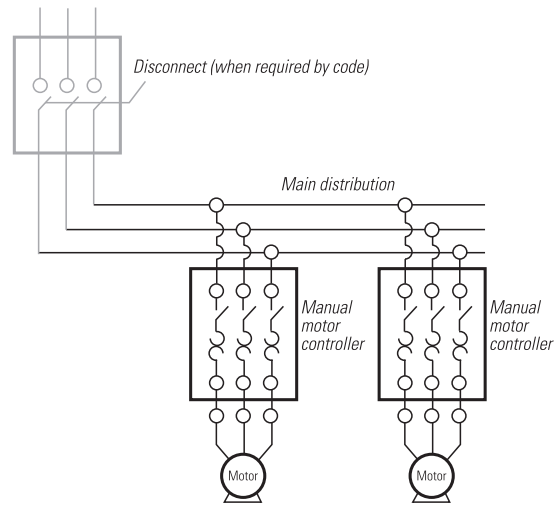 Disconnect (when required by code)
Main distribution
Manual
motor
controller
Manual
motor
controller
Motor
Motor